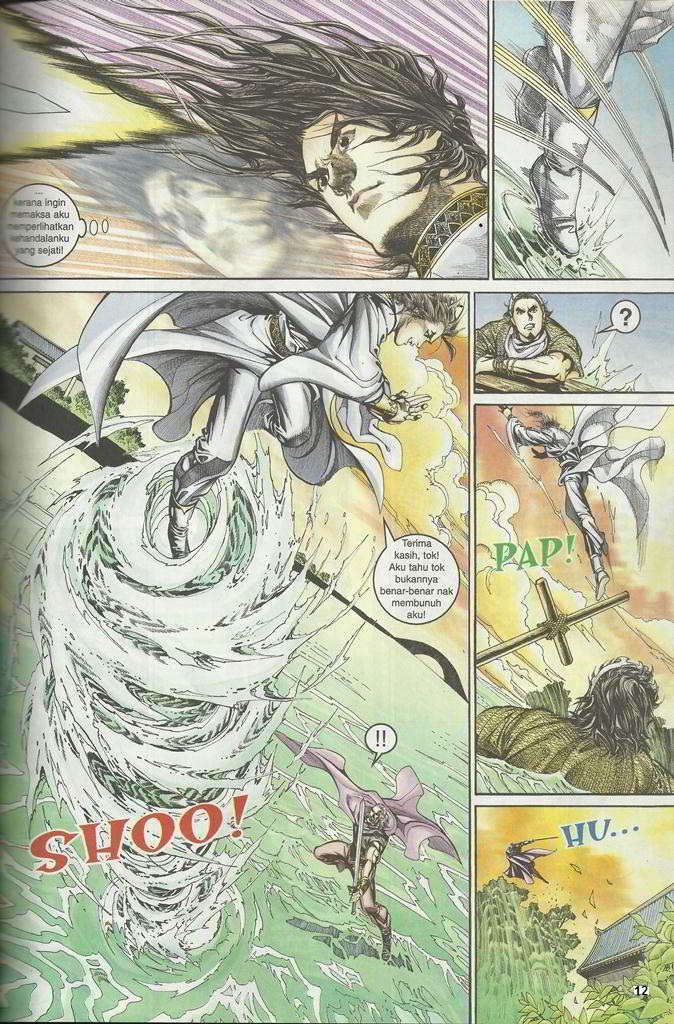 ...
kerana ingin
memaksa aku
memperlihatkan
kehandalanku
yang sejati!
?
Terima
kasih, tok!
Aku tahu tok
bukannya
benar-benar nak
membunuh
aku!
PAP!
!!
SHOO!
HU...
12